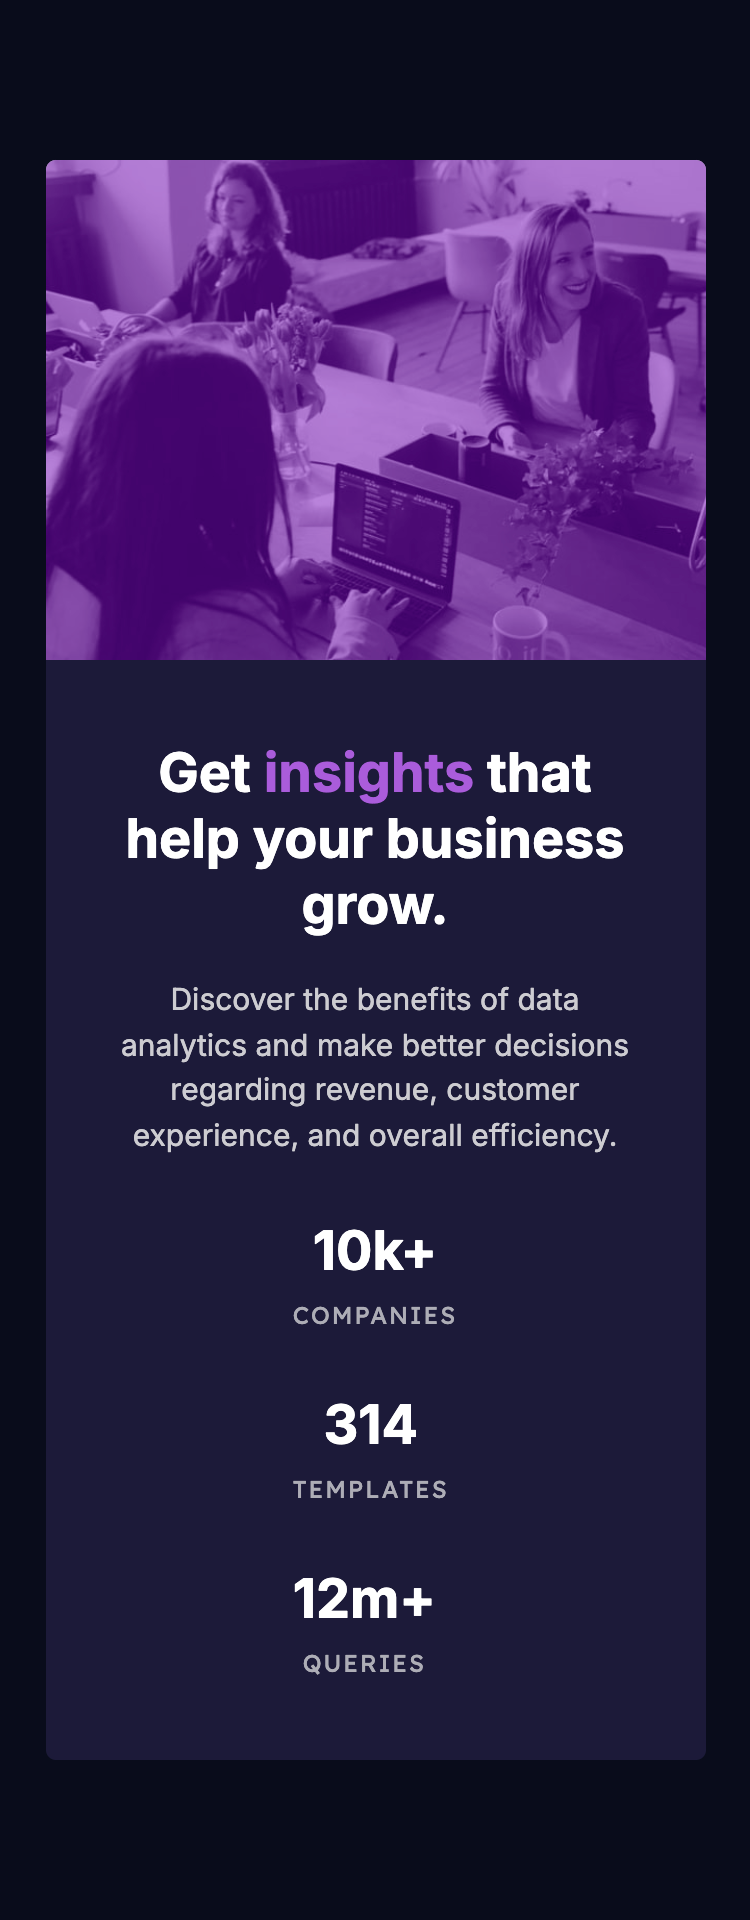 Get insights that
help your business
grow.
Discover the benefits of data
analytics and make better decisions
regarding revenue, customer
experience, and overall efficiency.
10k+
COMPANIES
314
TEMPLATES
12m+
QUERIES